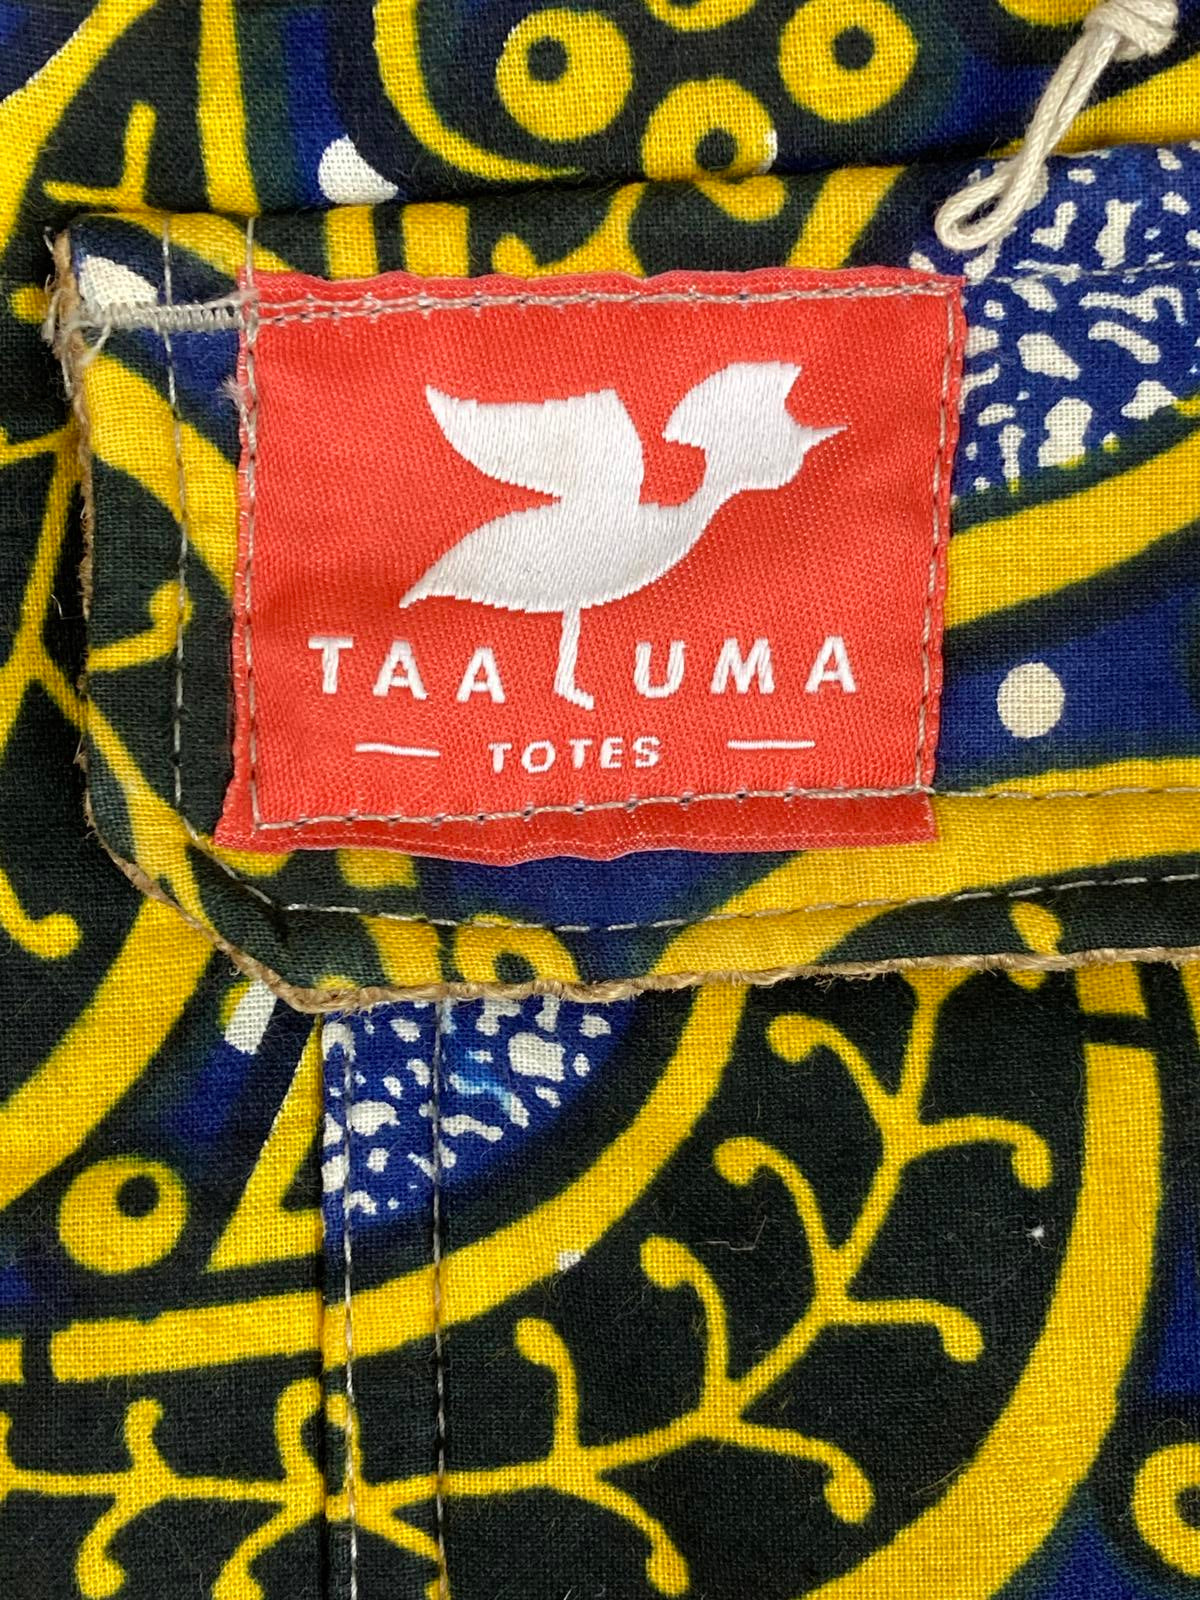 TAALUMA
— TOTES —